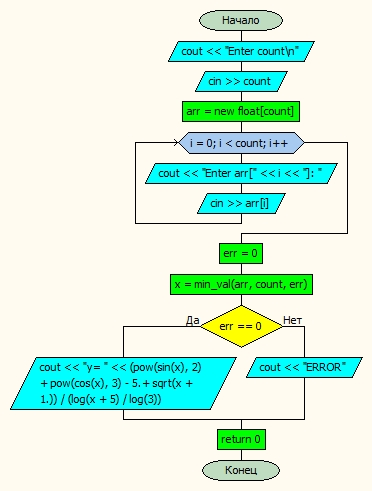 Начало
cout << "Enter count\n"
cin >> count
arr = new float[count]
i = 0; i < count; i++
cout << "Enter arr[" << i << "]: "
cin >> arr[i]
err = 0
x = min_val(arr, count, err)
Да
err == 0
Нет
cout << "y= " << (pow(sin(x), 2)
+ pow(cos(x), 3) - 5. + sqrt(x +
1.)) / (log(x + 5) / log(3))
cout << "ERROR"
return 0
Конец